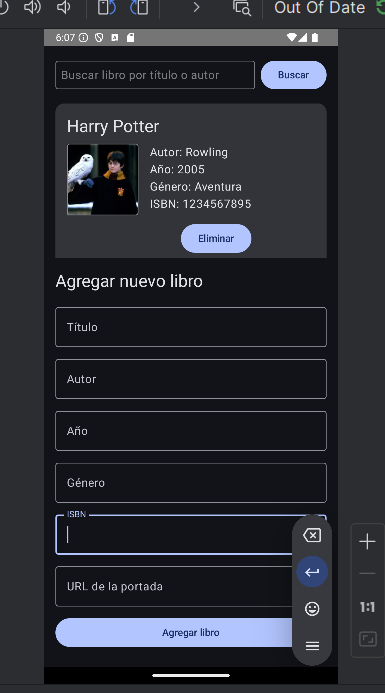 Out Of Date
6:07
Buscar libro por título o autor
Buscar
Harry Potter
Autor: Rowling
Año: 2005
Género: Aventura
ISBN: 1234567895
Eliminar
Agregar nuevo libro
Título
Autor
Año
Género
ISBN
URL de la portada
Agregar libro
1:1